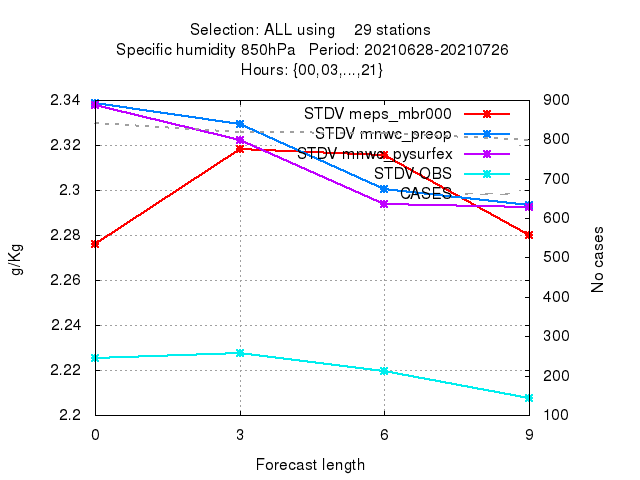 Selection: ALL using 29 stations
Specific humidity 850hPa Period: 20210628-20210726
Hours: {00,03,...,21}
2.34
2.32
2.3
2.28
2.26
2.24
2.22
2.2
g/Kg
STDV meps_mbr000
STDV mnwc_preop
STDV mnwc_pysurfex
STDV OBS
CASES
900
800
700
600
500
400
300
200
100
No cases
0 3 6 9
Forecast length